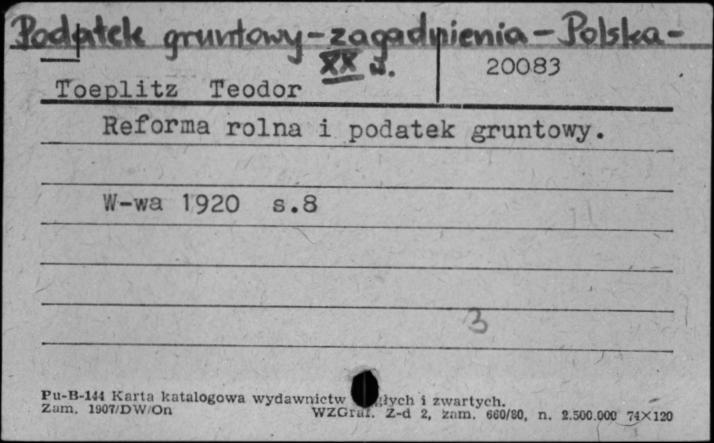 Podatek gruntowy - zagadnienia - Polska -
XX w.
20083
Toeplitz Teodor
Reforma rolna i podatek gruntowy.
W-wa 1920 s.8
3
Pu-B-144 Karta katalogowa wydawnictw głych i zwartych.
Zam. 1907/DW/On WZGraf. Z-d 2, zam. 660/80, n. 2.500.000 74×120